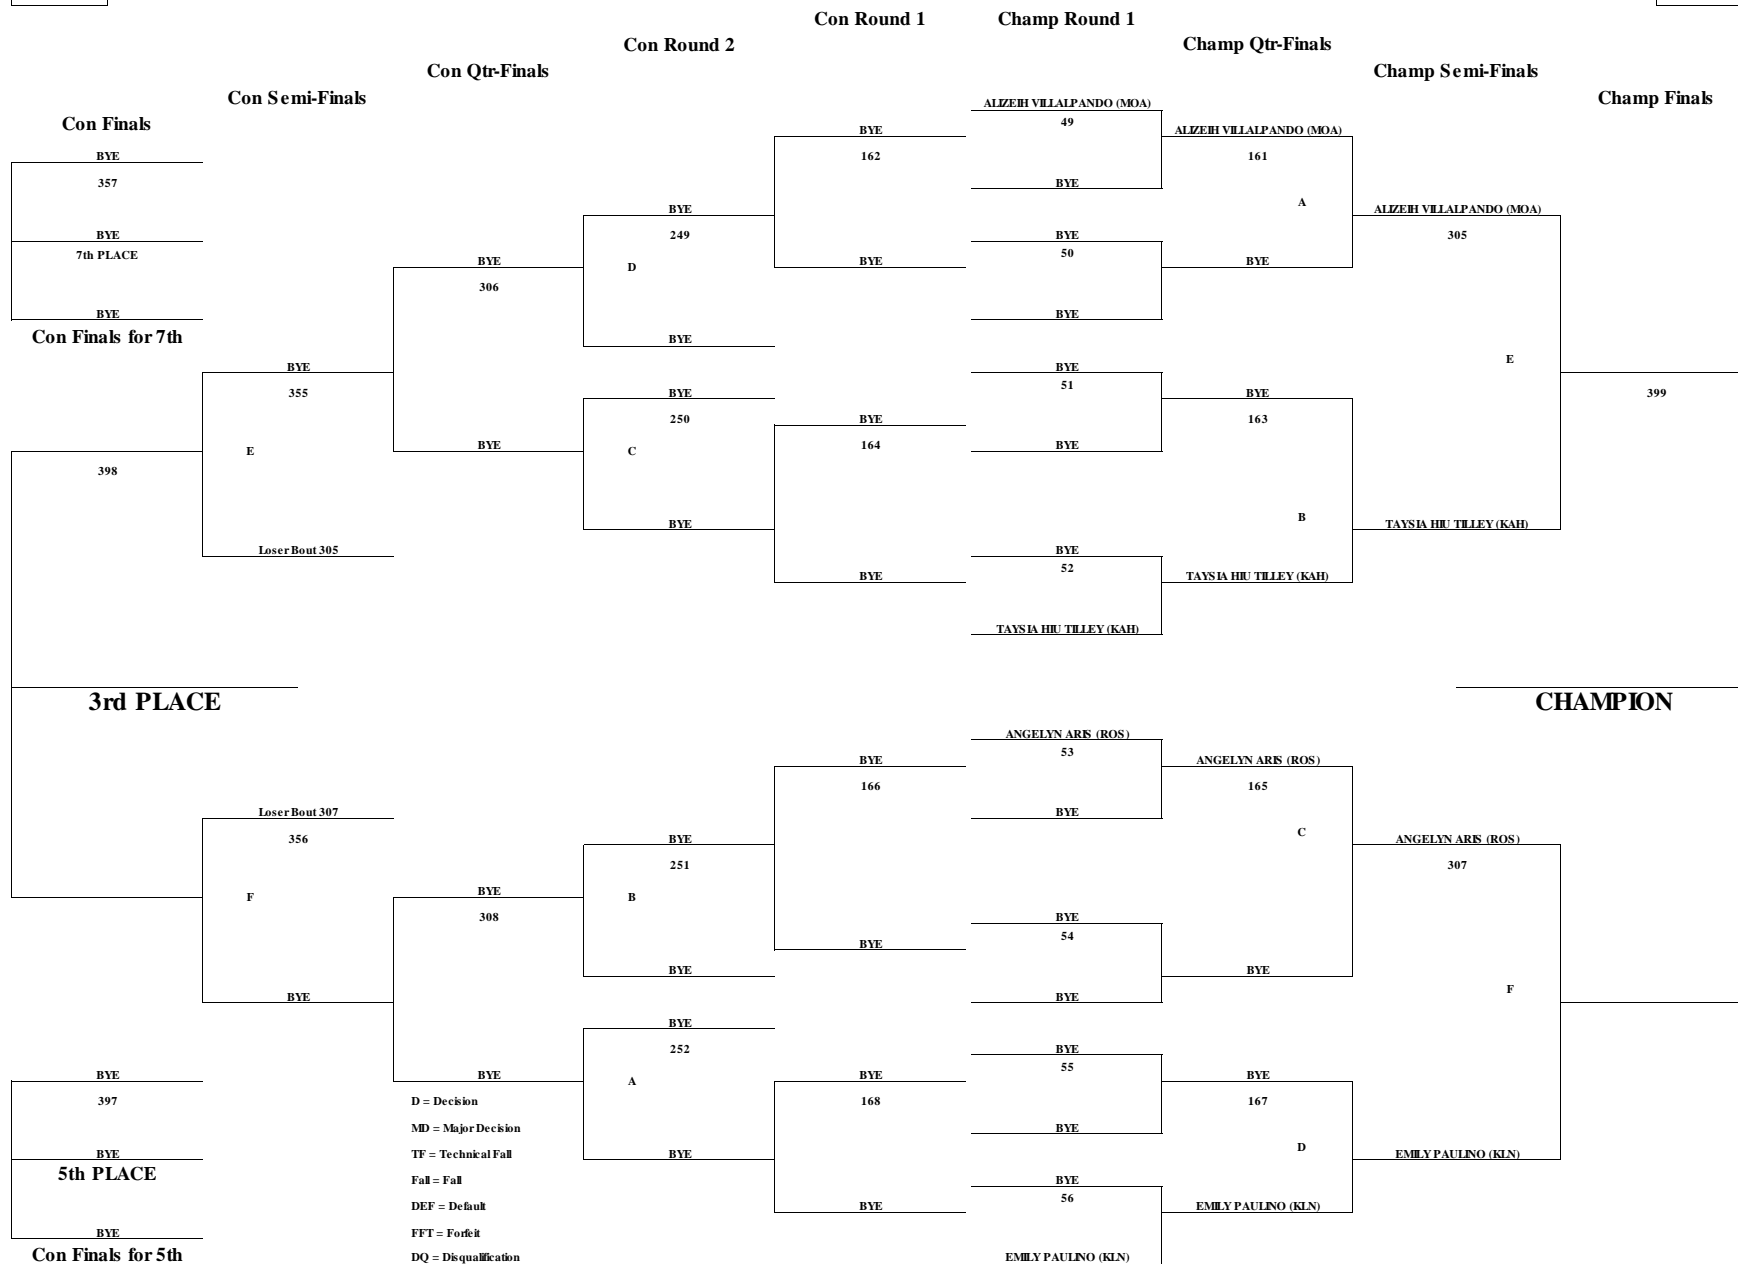 Con Round 1
Champ Round 1
Con Round 2
Champ Qtr-Finals
Con Qtr-Finals
Champ Semi-Finals
Con Semi-Finals
Champ Finals
Con Finals
ALIZEIH VILLALPANDO (MOA)
49
BYE
ALIZEIH VILLALPANDO (MOA)
BYE
357
162
161
BYE
A
BYE
ALIZEIH VILLALPANDO (MOA)
BYE
249
BYE
305
7th PLACE
50
BYE
D
BYE
BYE
306
BYE
BYE
Con Finals for 7th
BYE
E
BYE
BYE
355
51
BYE
BYE
399
250
BYE
163
E
BYE
C
164
BYE
398
B
BYE
TAYSIA HIU TILLEY (KAH)
Loser Bout 305
BYE
52
BYE
TAYSIA HIU TILLEY (KAH)
TAYSIA HIU TILLEY (KAH)
3rd PLACE
CHAMPION
ANGELYN ARIS (ROS)
53
BYE
ANGELYN ARIS (ROS)
166
165
Loser Bout 307
BYE
C
356
BYE
ANGELYN ARIS (ROS)
251
307
BYE
F
B
308
BYE
54
BYE
BYE
BYE
F
BYE
BYE
BYE
252
BYE
55
BYE
BYE
A
BYE
BYE
397
D = Decision
168
167
MD = Major Decision
BYE
D
BYE
TF = Technical Fall
BYE
EMILY PAULINO (KLN)
5th PLACE
Fall = Fall
BYE
56
DEF = Default
BYE
EMILY PAULINO (KLN)
BYE
FFT = Forfeit
Con Finals for 5th
DQ = Disqualification
EMILY PAULINO (KLN)